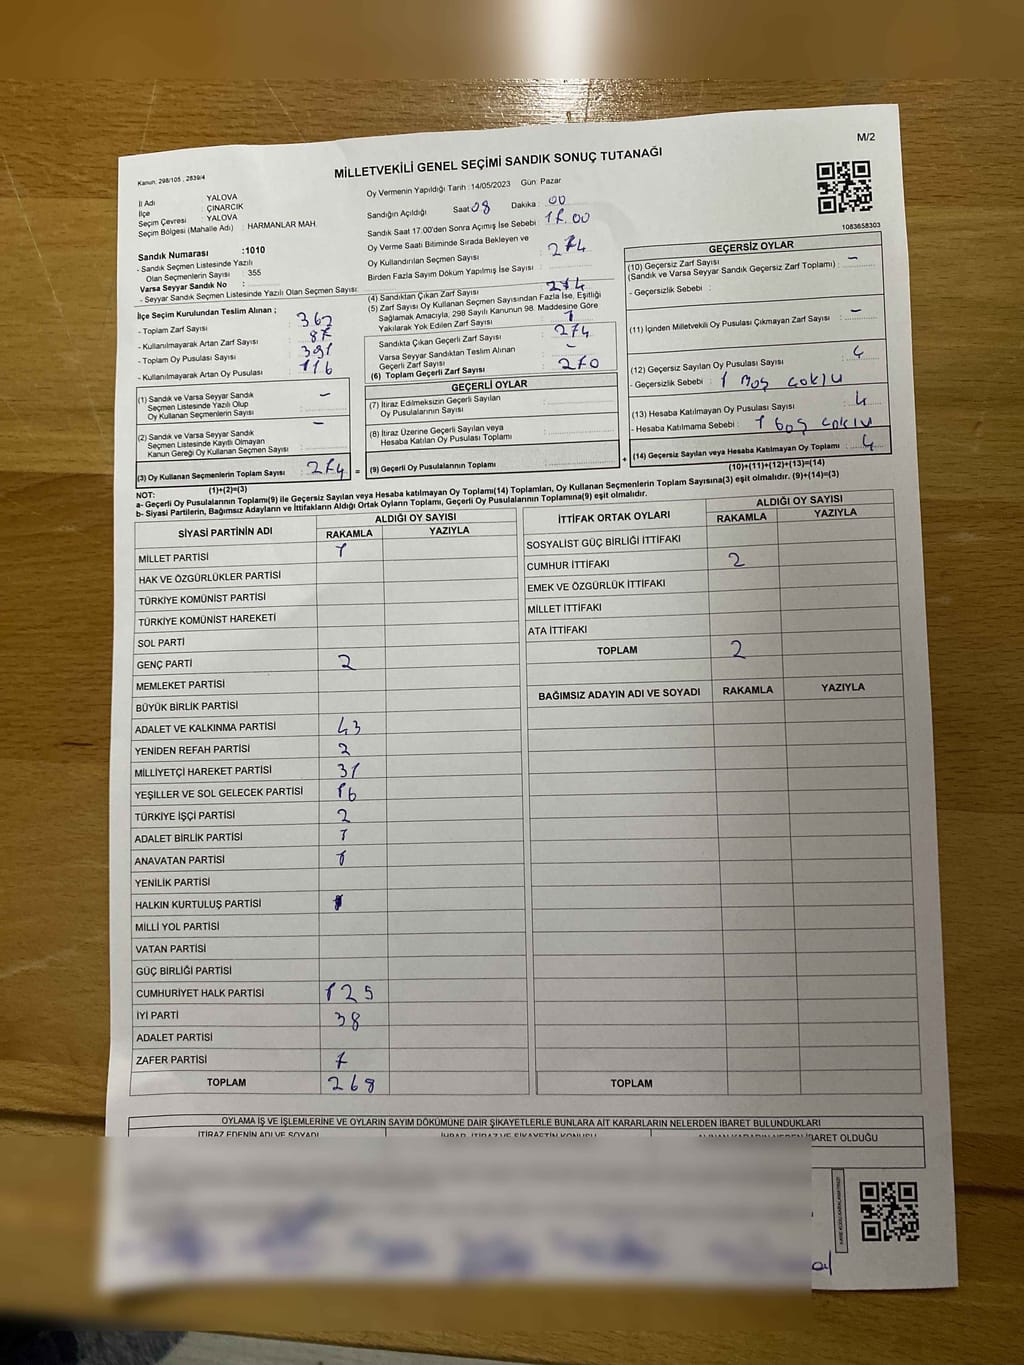 M/2
Kanun: 298/105 , 2839/4
MİLLETVEKİLİ GENEL SEÇİMİ SANDIK SONUÇ TUTANAĞI
İl Adı : YALOVA
İlçe : ÇINARCIK
Seçim Çevresi : YALOVA
Seçim Bölgesi (Mahalle Adı) : HARMANLAR MAH.
Sandık Numarası :1010
- Sandık Seçmen Listesinde Yazılı
Olan Seçmenlerin Sayısı : 355
Varsa Seyyar Sandık No :
- Seyyar Sandık Seçmen Listesinde Yazılı Olan Seçmen Sayısı:
İlçe Seçim Kurulundan Teslim Alınan ;
- Toplam Zarf Sayısı : 362
- Kullanılmayarak Artan Zarf Sayısı : 87
- Toplam Oy Pusulası Sayısı : 391
- Kullanılmayarak Artan Oy Pusulası : 116
(1) Sandık ve Varsa Seyyar Sandık
Seçmen Listesinde Yazılı Olup
Oy Kullanan Seçmenlerin Sayısı : -
(2) Sandık ve Varsa Seyyar Sandık
Seçmen Listesinde Kayıtlı Olmayan
Kanun Gereği Oy Kullanan Seçmen Sayısı : -
(3) Oy Kullanan Seçmenlerin Toplam Sayısı : 274
(1)+(2)=(3)
Oy Vermenin Yapıldığı Tarih : 14/05/2023 Gün: Pazar
Sandığın Açıldığı Saat: 08 Dakika : 00
Sandık Saat 17.00'den Sonra Açımış İse Sebebi : 17.00
Oy Verme Saati Bitiminde Sırada Bekleyen ve
Oy Kullandırılan Seçmen Sayısı : 274
Birden Fazla Sayım Döküm Yapılmış İse Sayısı :
(4) Sandıktan Çıkan Zarf Sayısı : 274
(5) Zarf Sayısı Oy Kullanan Seçmen Sayısından Fazla İse, Eşitliği
Sağlamak Amacıyla, 298 Sayılı Kanunun 98. Maddesine Göre
Yakılarak Yok Edilen Zarf Sayısı : 1
Sandıkta Çıkan Geçerli Zarf Sayısı : 274
Varsa Seyyar Sandıktan Teslim Alınan
Geçerli Zarf Sayısı : -
(6) Toplam Geçerli Zarf Sayısı : 270
GEÇERLİ OYLAR
(7) İtiraz Edilmeksizin Geçerli Sayılan
Oy Pusulalarının Sayısı :
(8) İtiraz Üzerine Geçerli Sayılan veya
Hesaba Katılan Oy Pusulası Toplamı :
= (9) Geçerli Oy Pusulalarının Toplamı : +
1083658303
GEÇERSİZ OYLAR
(10) Geçersiz Zarf Sayısı
(Sandık ve Varsa Seyyar Sandık Geçersiz Zarf Toplamı) : -
- Geçersizlik Sebebi :
(11) İçinden Milletvekili Oy Pusulası Çıkmayan Zarf Sayısı : -
(12) Geçersiz Sayılan Oy Pusulası Sayısı : 4
- Geçersizlik Sebebi : 1 Boş çoklu
(13) Hesaba Katılmayan Oy Pusulası Sayısı : 4
- Hesaba Katılmama Sebebi : 1 boş çoklu
(14) Geçersiz Sayılan veya Hesaba Katılmayan Oy Toplamı : 4
(10)+(11)+(12)+(13)=(14)
NOT:
a- Geçerli Oy Pusulalarının Toplamı(9) ile Geçersiz Sayılan veya Hesaba katılmayan Oy Toplamı(14) Toplamları, Oy Kullanan Seçmenlerin Toplam Sayısına(3) eşit olmalıdır. (9)+(14)=(3)
b- Siyasi Partilerin, Bağımsız Adayların ve İttifakların Aldığı Ortak Oyların Toplamı, Geçerli Oy Pusulalarının Toplamına(9) eşit olmalıdır.
SİYASİ PARTİNİN ADI ALDIĞI OY SAYISI
RAKAMLA YAZIYLA
MİLLET PARTİSİ 1
HAK VE ÖZGÜRLÜKLER PARTİSİ
TÜRKİYE KOMÜNİST PARTİSİ
TÜRKİYE KOMÜNİST HAREKETİ
SOL PARTİ
GENÇ PARTİ 2
MEMLEKET PARTİSİ
BÜYÜK BİRLİK PARTİSİ
ADALET VE KALKINMA PARTİSİ 43
YENİDEN REFAH PARTİSİ 2
MİLLİYETÇİ HAREKET PARTİSİ 31
YEŞİLLER VE SOL GELECEK PARTİSİ 16
TÜRKİYE İŞÇİ PARTİSİ 2
ADALET BİRLİK PARTİSİ 1
ANAVATAN PARTİSİ 1
YENİLİK PARTİSİ
HALKIN KURTULUŞ PARTİSİ
MİLLİ YOL PARTİSİ
VATAN PARTİSİ
GÜÇ BİRLİĞİ PARTİSİ
CUMHURİYET HALK PARTİSİ 125
İYİ PARTİ 38
ADALET PARTİSİ
ZAFER PARTİSİ 7
TOPLAM 268
İTTİFAK ORTAK OYLARI ALDIĞI OY SAYISI
RAKAMLA YAZIYLA
SOSYALİST GÜÇ BİRLİĞİ İTTİFAKI
CUMHUR İTTİFAKI 2
EMEK VE ÖZGÜRLÜK İTTİFAKI
MİLLET İTTİFAKI
ATA İTTİFAKI
TOPLAM 2
BAĞIMSIZ ADAYIN ADI VE SOYADI RAKAMLA YAZIYLA
TOPLAM
OYLAMA İŞ VE İŞLEMLERİNE VE OYLARIN SAYIM DÖKÜMÜNE DAİR ŞİKAYETLERLE BUNLARA AİT KARARLARIN NELERDEN İBARET BULUNDUKLARI
İTİRAZ EDENİN ADI VE SOYADI İHBAR, İTİRAZ VE ŞİKAYETİN KONUSU ALINAN KARARIN NEDEN İBARET OLDUĞU